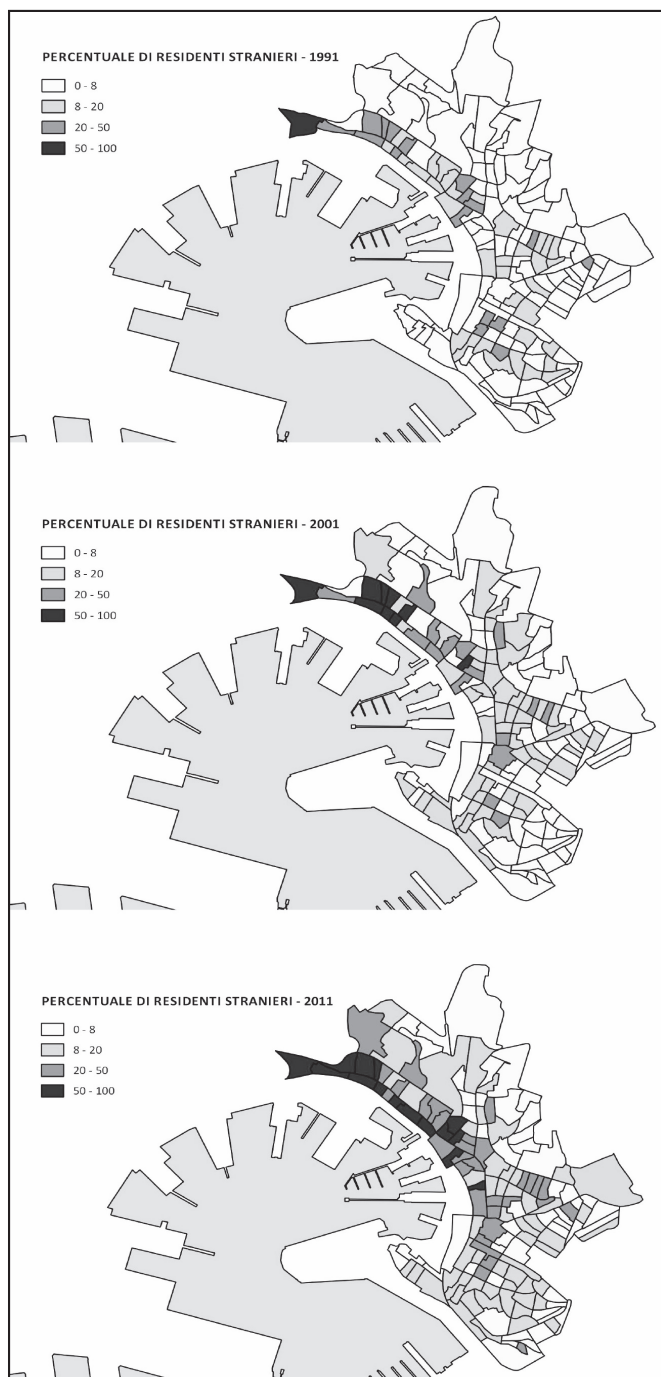 PERCENTUALE DI RESIDENTI STRANIERI - 1991
0 - 8
8 - 20
20 - 50
50 - 100
PERCENTUALE DI RESIDENTI STRANIERI - 2001
0 - 8
8 - 20
20 - 50
50 - 100
PERCENTUALE DI RESIDENTI STRANIERI - 2011
0 - 8
8 - 20
20 - 50
50 - 100